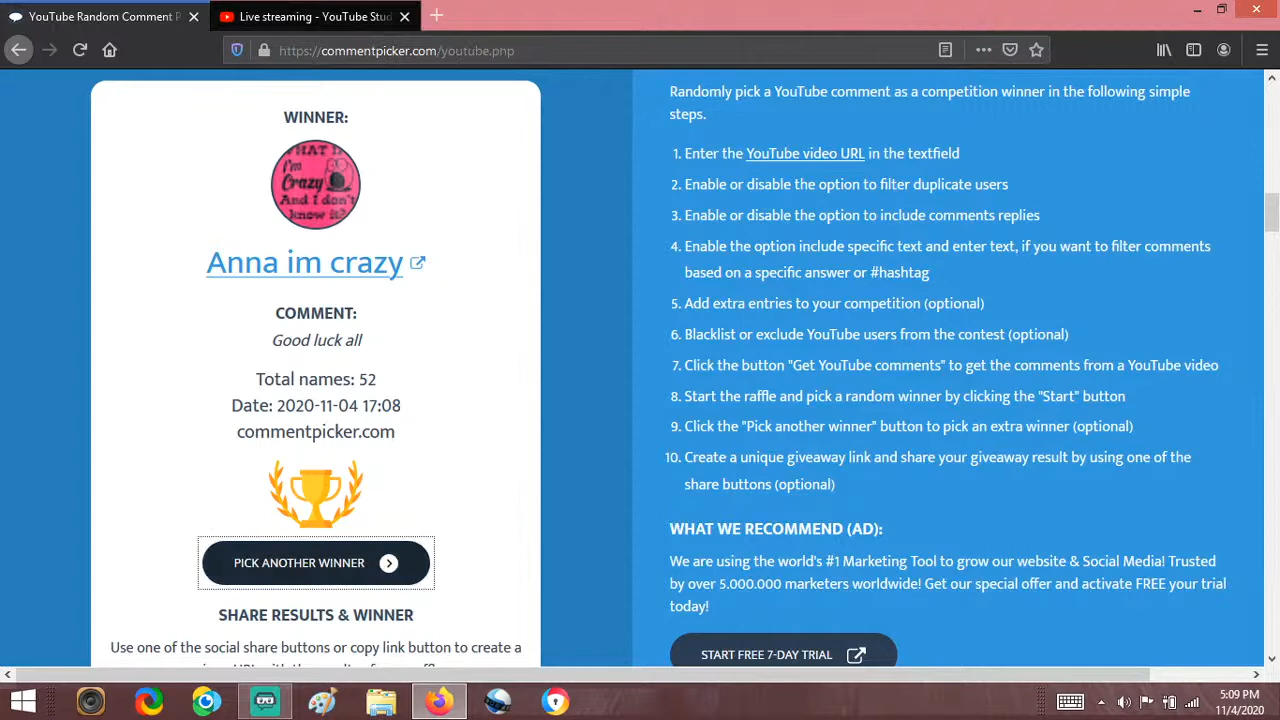 YouTube Random Comment P
Live streaming - YouTube Stud
https://commentpicker.com/youtube.php
WINNER:
WHAT IF
I'm
Crazy
And I don't
know it?
Anna im crazy
COMMENT:
Good luck all
Total names: 52
Date: 2020-11-04 17:08
commentpicker.com
PICK ANOTHER WINNER
SHARE RESULTS & WINNER
Use one of the social share buttons or copy link button to create a
Randomly pick a YouTube comment as a competition winner in the following simple
steps.
1. Enter the YouTube video URL in the textfield
2. Enable or disable the option to filter duplicate users
3. Enable or disable the option to include comments replies
4. Enable the option include specific text and enter text, if you want to filter comments
based on a specific answer or #hashtag
5. Add extra entries to your competition (optional)
6. Blacklist or exclude YouTube users from the contest (optional)
7. Click the button "Get YouTube comments" to get the comments from a YouTube video
8. Start the raffle and pick a random winner by clicking the "Start" button
9. Click the "Pick another winner" button to pick an extra winner (optional)
10. Create a unique giveaway link and share your giveaway result by using one of the
share buttons (optional)
WHAT WE RECOMMEND (AD):
We are using the world's #1 Marketing Tool to grow our website & Social Media! Trusted
by over 5.000.000 marketers worldwide! Get our special offer and activate FREE your trial
today!
START FREE 7-DAY TRIAL
5:09 PM
11/4/2020